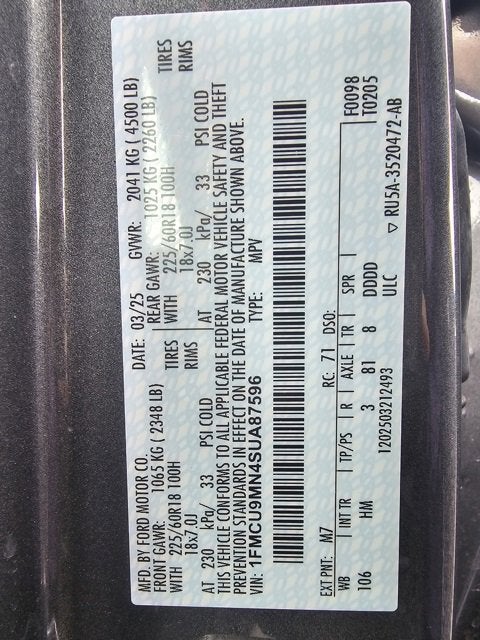 MFD. BY FORD MOTOR CO.
DATE: 03/25 GVWR: 2041 KG ( 4500 LB)
FRONT GAWR: 1065 KG ( 2348 LB) REAR GAWR: 1025 KG ( 2260 LB)
WITH 225/60R18 100H TIRES WITH 225/60R18 100H TIRES
18x7.0J RIMS 18x7.0J RIMS
AT 230 kPa/ 33 PSI COLD AT 230 kPa/ 33 PSI COLD
THIS VEHICLE CONFORMS TO ALL APPLICABLE FEDERAL MOTOR VEHICLE SAFETY AND THEFT
PREVENTION STANDARDS IN EFFECT ON THE DATE OF MANUFACTURE SHOWN ABOVE.
VIN: 1FMCU9MN4SUA87596 TYPE: MPV
F0098
T0205
EXT PNT: M7 RC: 71 DSO:
WB INT TR TP/PS R AXLE TR SPR
106 HM 3 81 8 DDDD
1202503212493 ULC
▽ RU5A-3520472-AB